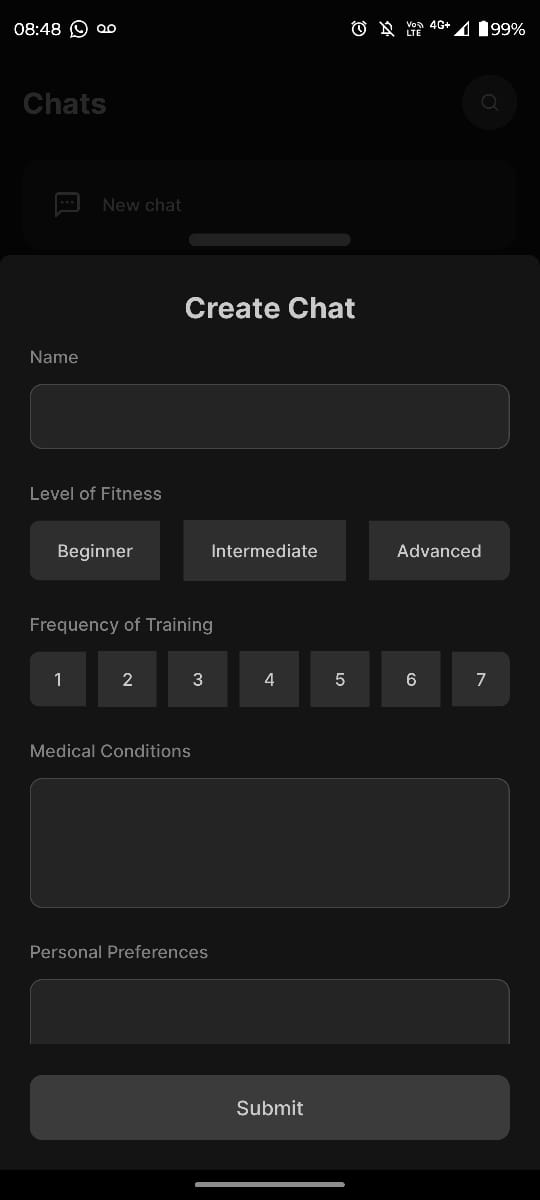 08:48 Vo)) LTE 4G+ 99%
Chats
New chat
Create Chat
Name
Level of Fitness
Beginner Intermediate Advanced
Frequency of Training
1 2 3 4 5 6 7
Medical Conditions
Personal Preferences
Submit